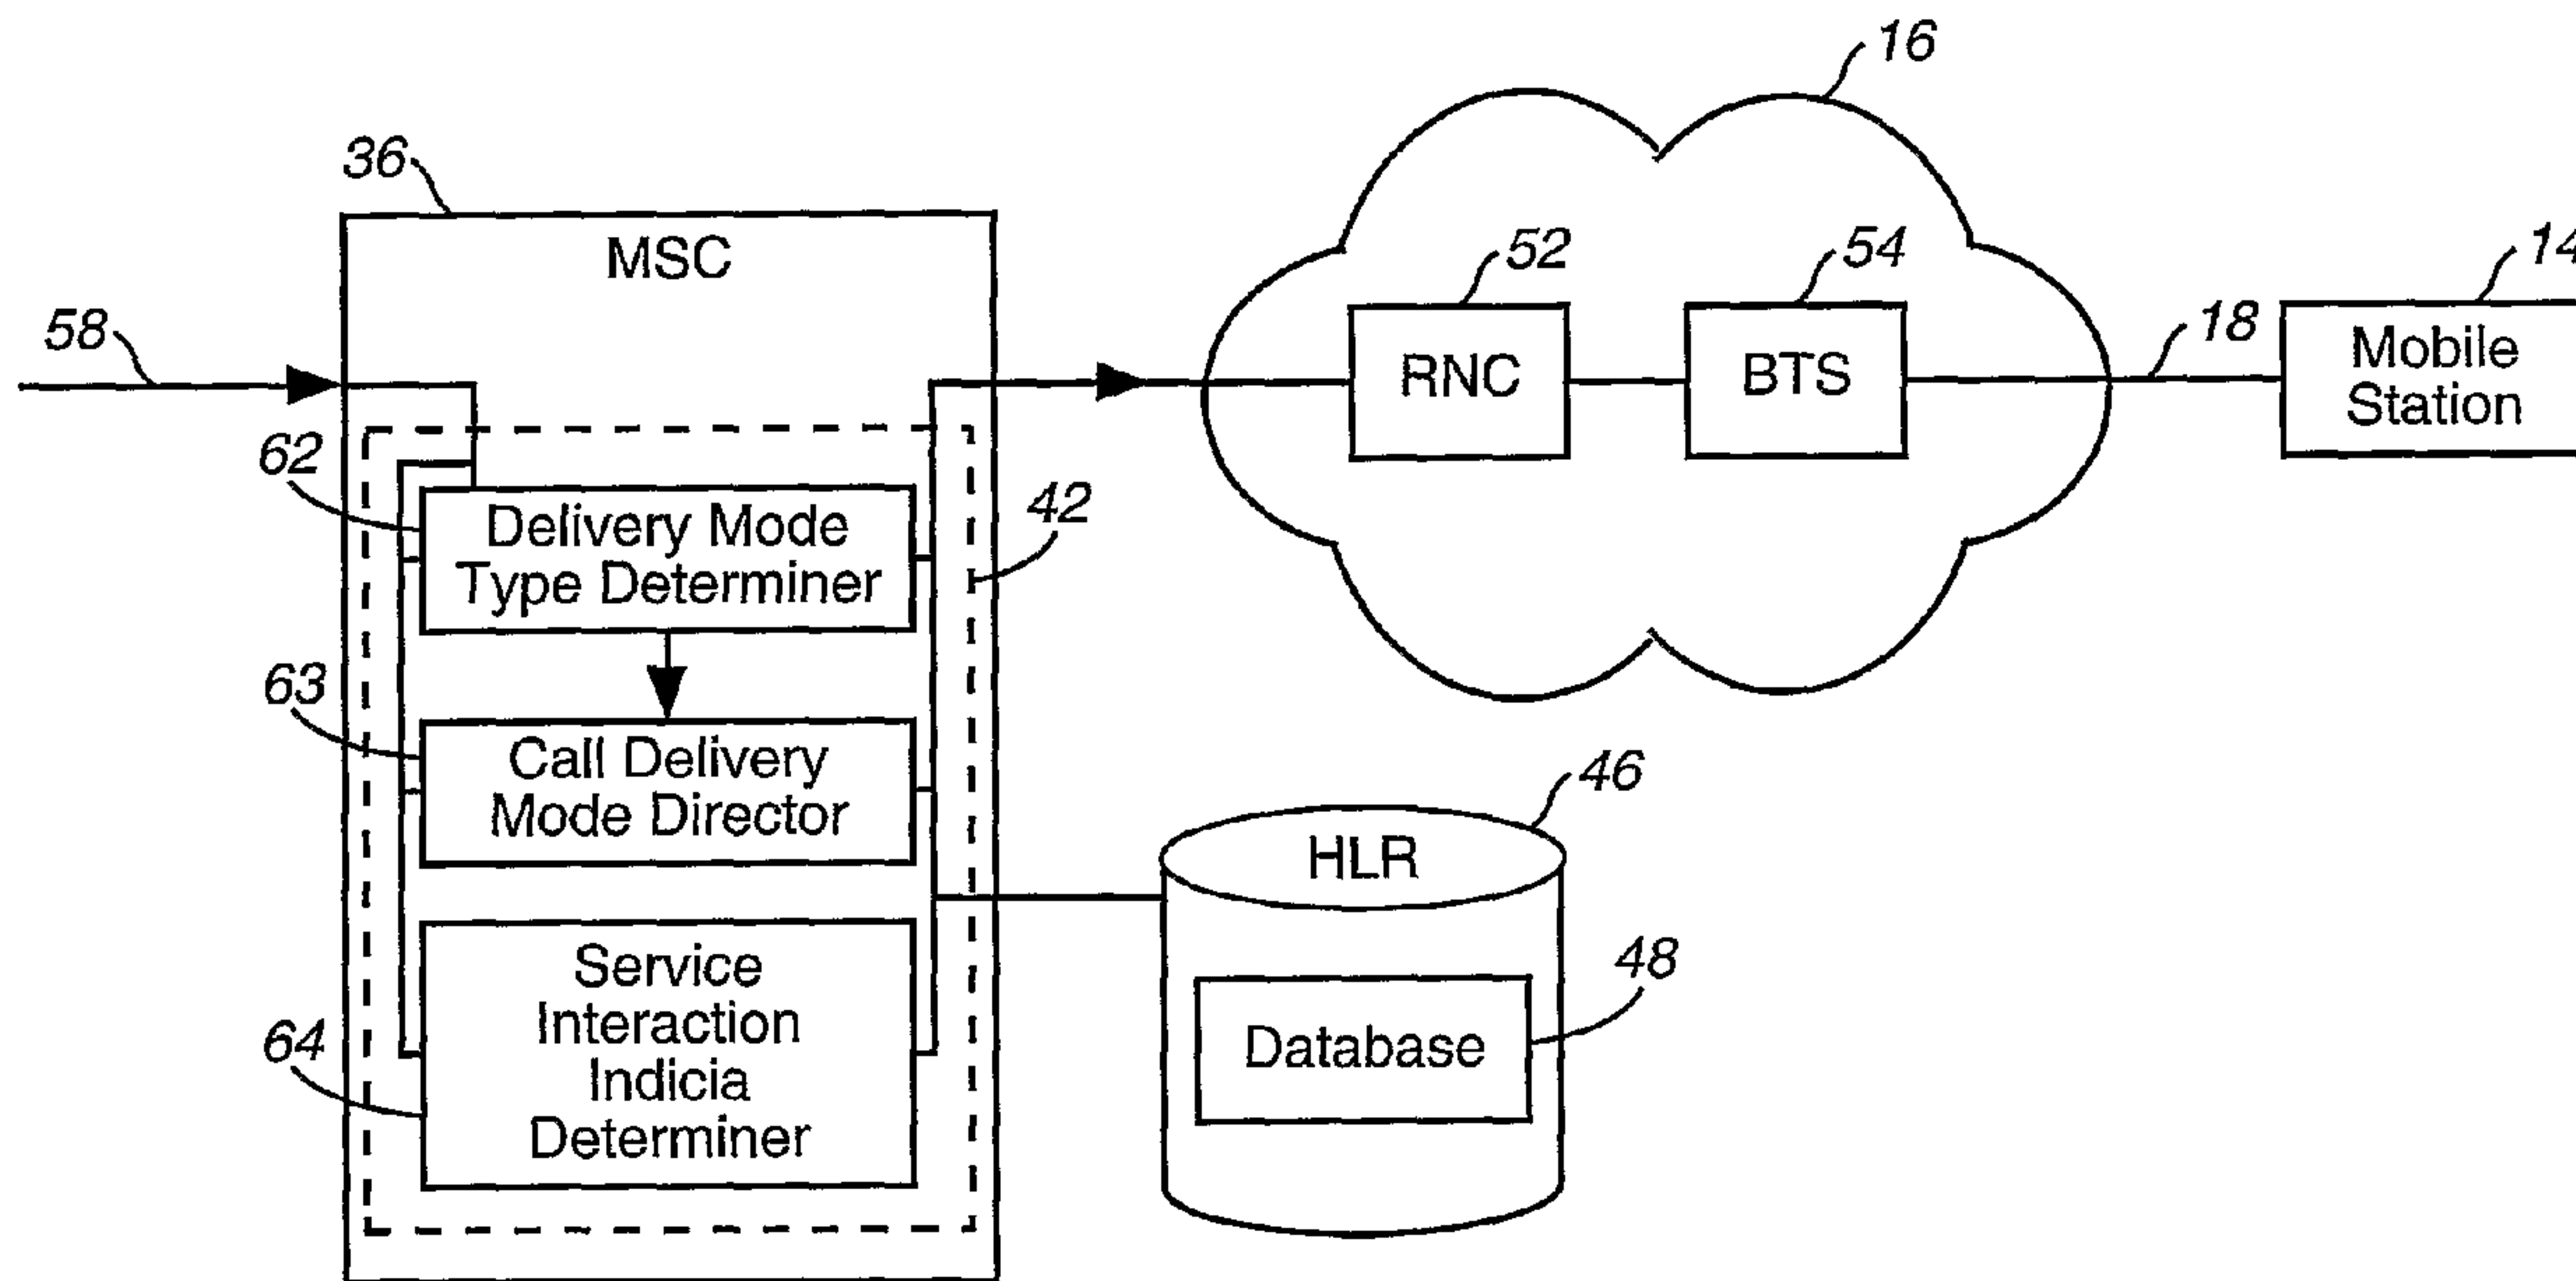 16
36
MSC
52
54
14
58
18
RNC
BTS
Mobile
Station
62
42
Delivery Mode
Type Determiner
63
Call Delivery
Mode Director
46
HLR
48
Service
Interaction
Indicia
Determiner
64
Database